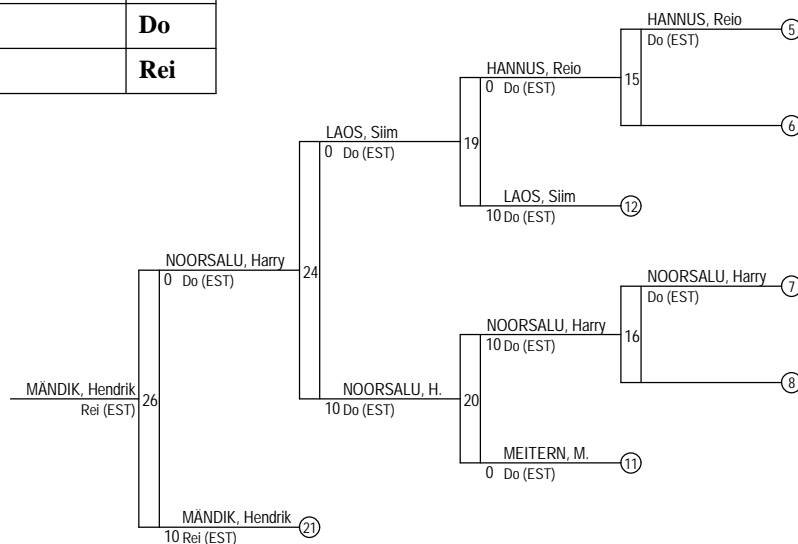 Do
Rei
HANNUS, Reio
Do (EST)
5
15
6
HANNUS, Reio
0 Do (EST)
19
LAOS, Siim
0 Do (EST)
LAOS, Siim
10 Do (EST)
12
NOORSALU, Harry
0 Do (EST)
24
NOORSALU, Harry
Do (EST)
7
16
8
NOORSALU, Harry
10 Do (EST)
20
NOORSALU, H.
10 Do (EST)
MEITERN, M.
0 Do (EST)
11
MÄNDIK, Hendrik
Rei (EST)
26
MÄNDIK, Hendrik
10 Rei (EST)
21